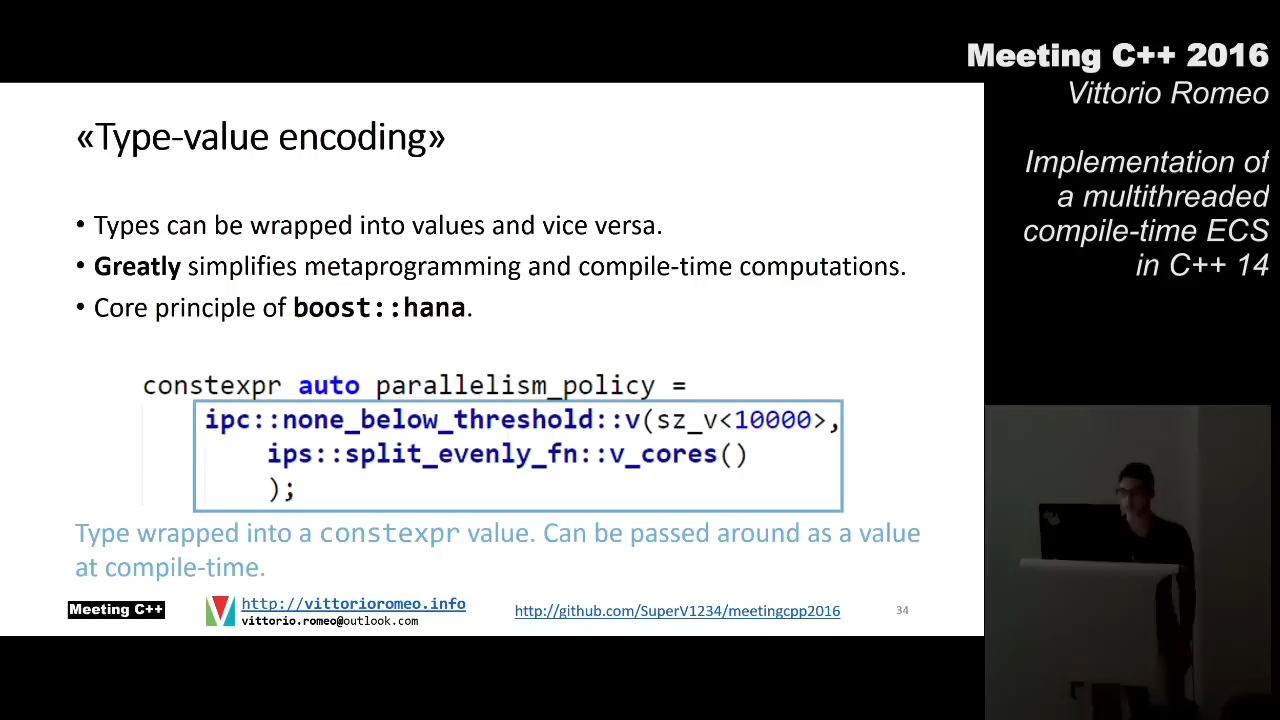 Meeting C++ 2016
Vittorio Romeo
Implementation of
a multithreaded
compile-time ECS
in C++ 14
«Type-value encoding»
• Types can be wrapped into values and vice versa.
• Greatly simplifies metaprogramming and compile-time computations.
• Core principle of boost::hana.
constexpr auto parallelism_policy =
ipc::none_below_threshold::v(sz_v<10000>,
ips::split_evenly_fn::v_cores()
);
Type wrapped into a constexpr value. Can be passed around as a value
at compile-time.
Meeting C++
http://vittorioromeo.info
vittorio.romeo@outlook.com
http://github.com/SuperV1234/meetingcpp2016
34